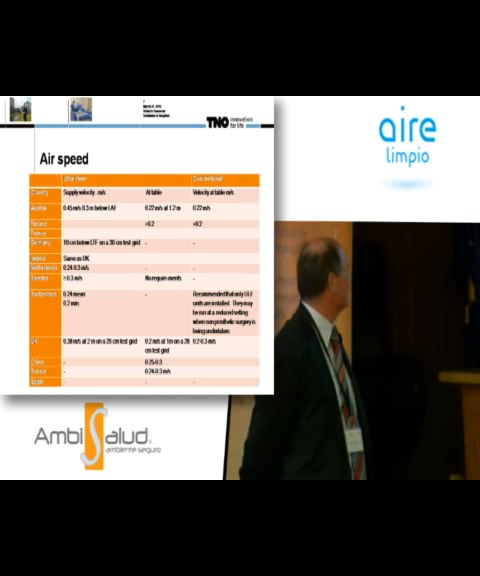 TNO innovation
for life
aire
limpio
Air speed
Ultra clean Conventional
Country Supply velocity - m/s At table Velocity at table m/s
Austria 0.45 m/s 0.3 m below LAF 0.22 m/s at 1.2 m 0.22 m/s
Finland >0.2 >0.2
France
Germany 10 cm below LTF on a 30 cm test grid - -
Ireland Same as UK
Netherlands 0.24-0.3 m/s - -
Sweden >0.3 m/s No requirements -
Switzerland 0.24 mean - Recommended that only ULF
0.2 min units are installed. They may
be run at a reduced setting
when non prosthetic surgery is
being undertaken.
UK 0.38 m/s at 2 m on a 28 cm test grid 0.2 m/s at 1m on a 28 0.2-0.3 m/s
cm test grid
China - 0.25-0.3
Russia - 0.24-0.3 m/s
Spain - - -
AmbiSalud
ambiente seguro